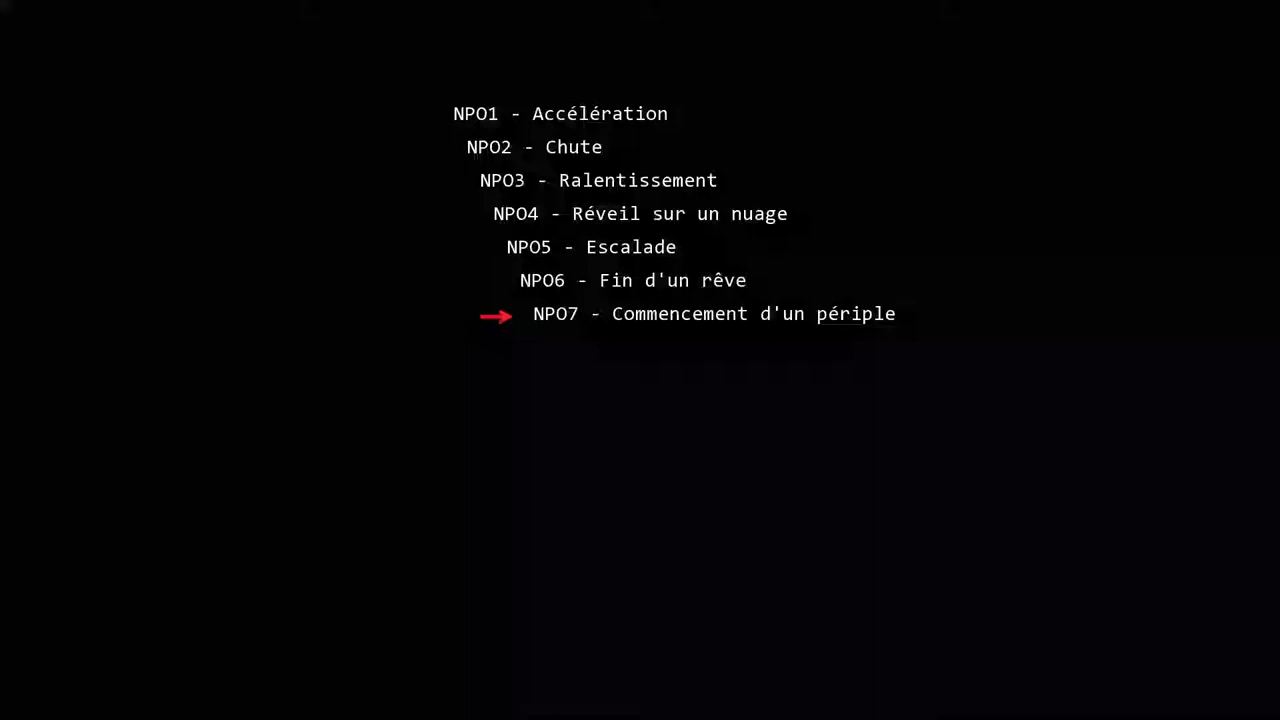 NPO1 - Accélération
NPO2 - Chute
NPO3 - Ralentissement
NPO4 - Réveil sur un nuage
NPO5 - Escalade
NPO6 - Fin d'un rêve
NPO7 - Commencement d'un périple